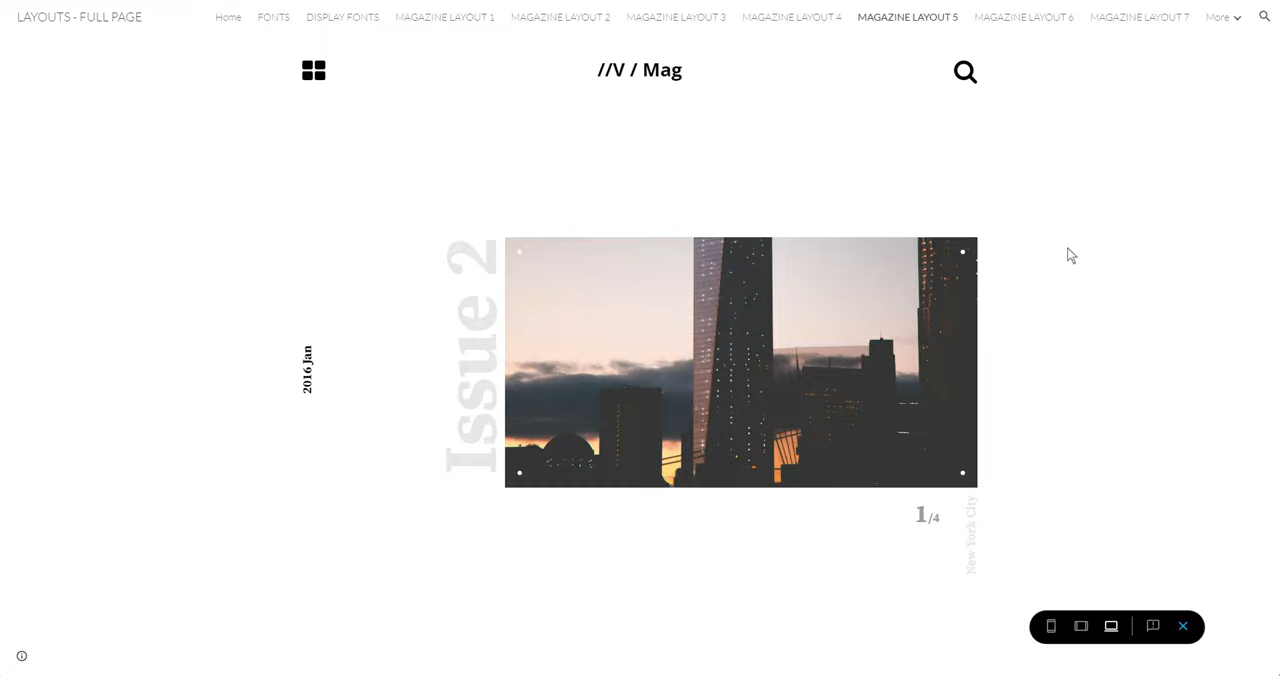 LAYOUTS - FULL PAGE
Home FONTS DISPLAY FONTS MAGAZINE LAYOUT 1 MAGAZINE LAYOUT 2 MAGAZINE LAYOUT 3 MAGAZINE LAYOUT 4 MAGAZINE LAYOUT 5 MAGAZINE LAYOUT 6 MAGAZINE LAYOUT 7 More
//V / Mag
2016 Jan
Issue 2
1/4
New York City